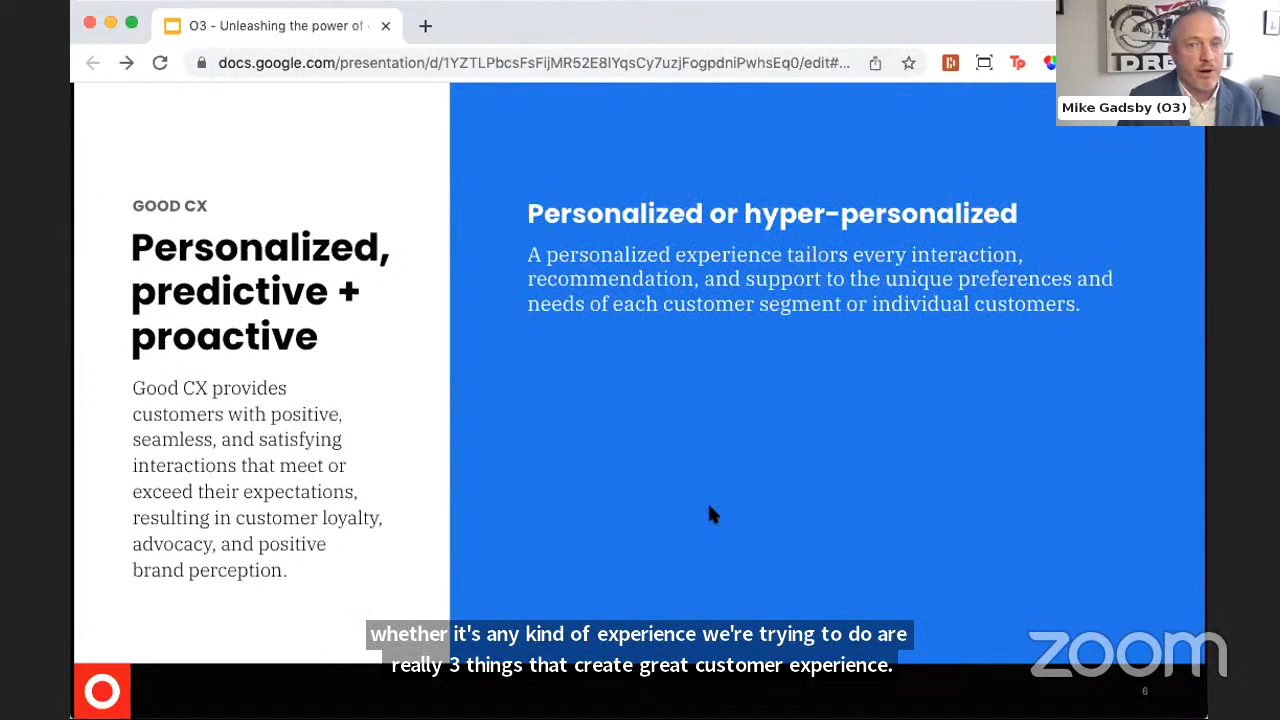 O3 - Unleashing the power of
docs.google.com/presentation/d/1YZTLPbcsFsFijMR52E8lYqsCy7uzjFogpdniPwhsEq0/edit#...
Tp
DRE
Mike Gadsby (O3)
GOOD CX
Personalized,
predictive +
proactive
Good CX provides
customers with positive,
seamless, and satisfying
interactions that meet or
exceed their expectations,
resulting in customer loyalty,
advocacy, and positive
brand perception.
Personalized or hyper-personalized
A personalized experience tailors every interaction,
recommendation, and support to the unique preferences and
needs of each customer segment or individual customers.
whether it's any kind of experience we're trying to do are
really 3 things that create great customer experience.
zoom
6